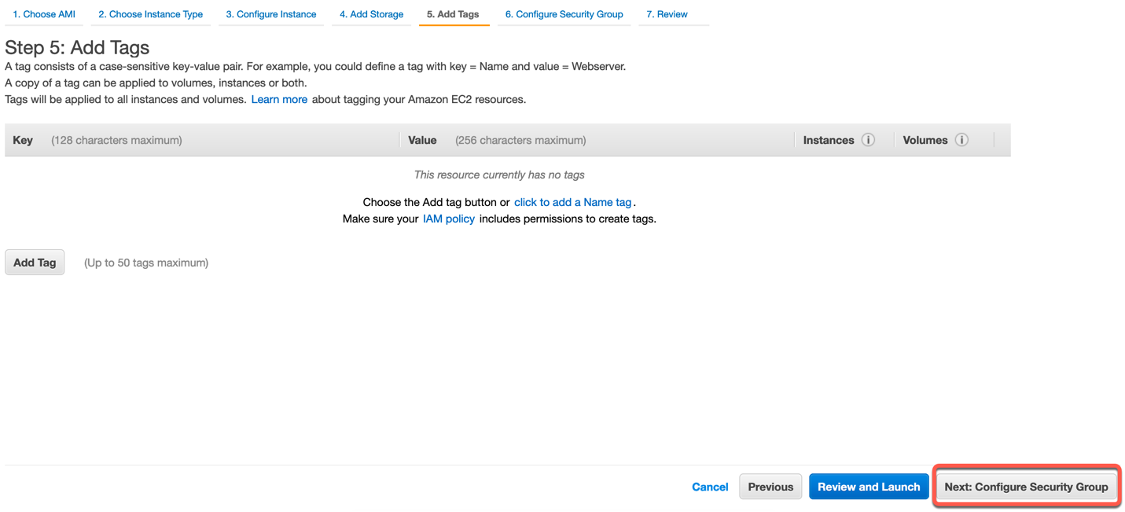 1. Choose AMI 2. Choose Instance Type 3. Configure Instance 4. Add Storage 5. Add Tags 6. Configure Security Group 7. Review
Step 5: Add Tags
A tag consists of a case-sensitive key-value pair. For example, you could define a tag with key = Name and value = Webserver.
A copy of a tag can be applied to volumes, instances or both.
Tags will be applied to all instances and volumes. Learn more about tagging your Amazon EC2 resources.
Key (128 characters maximum) Value (256 characters maximum) Instances i Volumes i
This resource currently has no tags
Choose the Add tag button or click to add a Name tag.
Make sure your IAM policy includes permissions to create tags.
Add Tag (Up to 50 tags maximum)
Cancel Previous Review and Launch Next: Configure Security Group